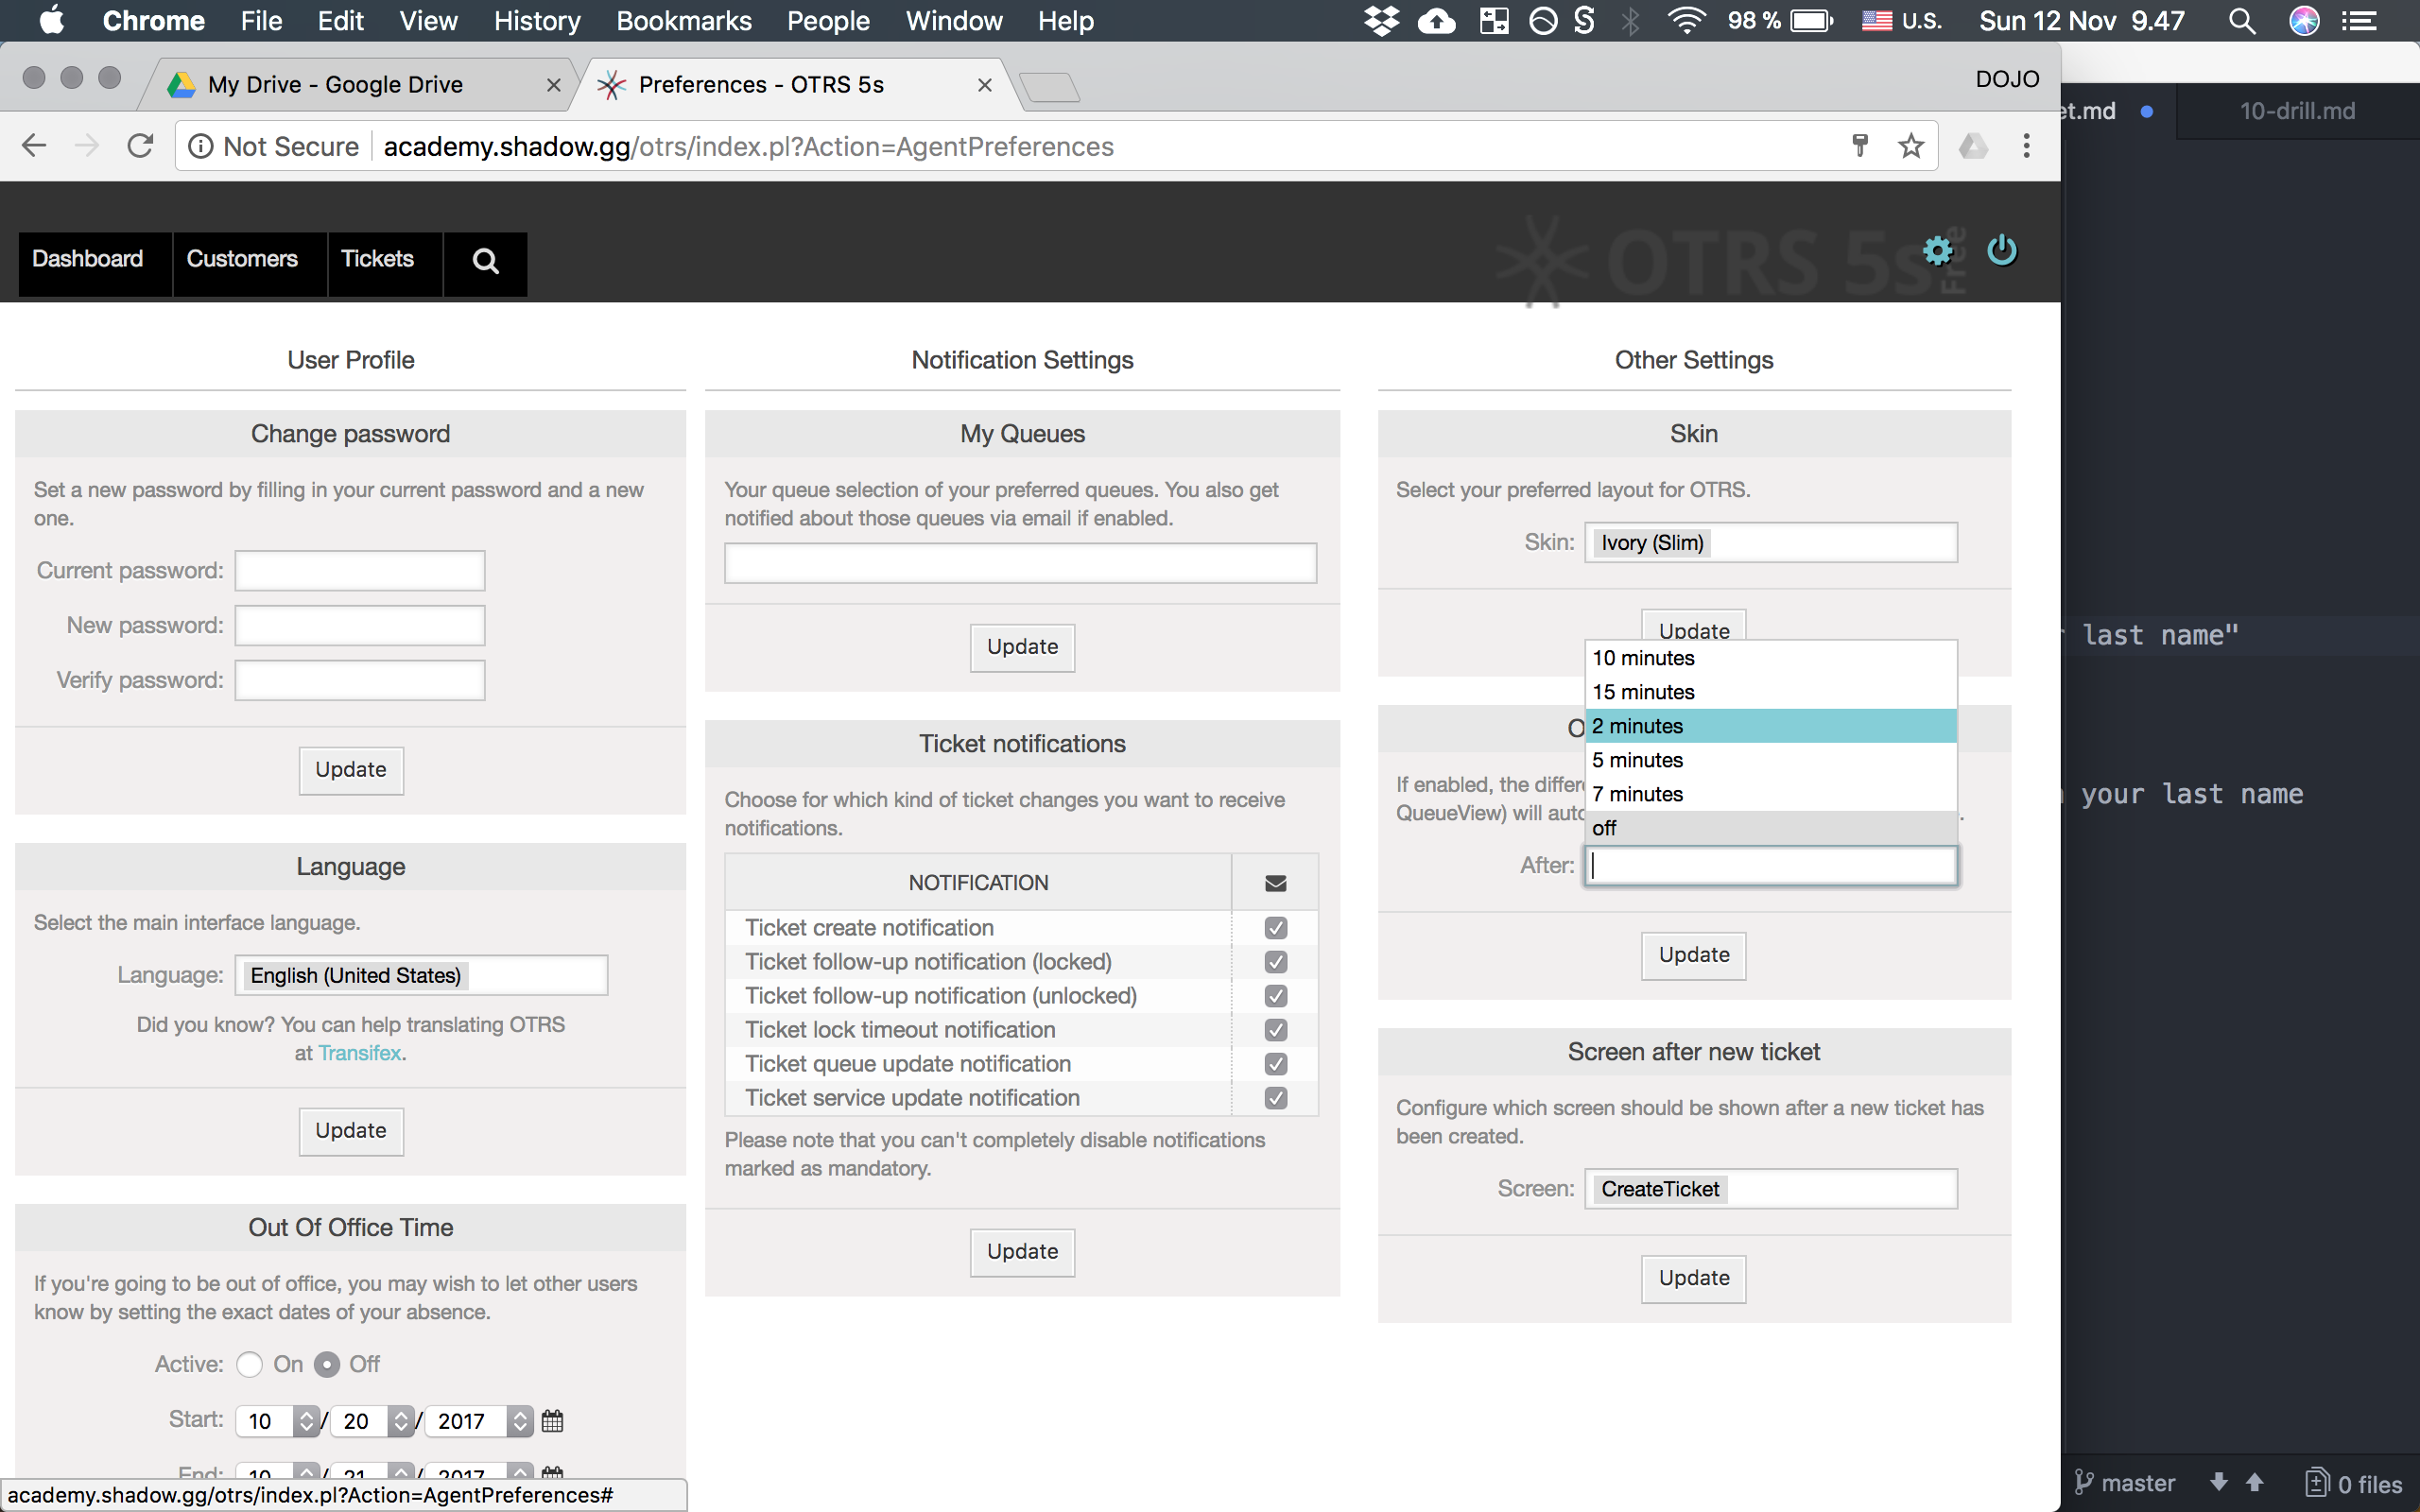 Chrome File Edit View History Bookmarks People Window Help
98 % U.S. Sun 12 Nov 9.47
My Drive - Google Drive
Preferences - OTRS 5s
DOJO
Not Secure academy.shadow.gg/otrs/index.pl?Action=AgentPreferences
Dashboard
Customers
Tickets
OTRS 5s
Free
User Profile
Change password
Set a new password by filling in your current password and a new
one.
Current password:
New password:
Verify password:
Update
Language
Select the main interface language.
Language: English (United States)
Did you know? You can help translating OTRS
at Transifex.
Update
Out Of Office Time
If you're going to be out of office, you may wish to let other users
know by setting the exact dates of your absence.
Active: On Off
Start: 10 / 20 / 2017
End: 10 / 21 / 2017
academy.shadow.gg/otrs/index.pl?Action=AgentPreferences#
Notification Settings
My Queues
Your queue selection of your preferred queues. You also get
notified about those queues via email if enabled.
Update
Ticket notifications
Choose for which kind of ticket changes you want to receive
notifications.
NOTIFICATION
Ticket create notification
Ticket follow-up notification (locked)
Ticket follow-up notification (unlocked)
Ticket lock timeout notification
Ticket queue update notification
Ticket service update notification
Please note that you can't completely disable notifications
marked as mandatory.
Update
Other Settings
Skin
Select your preferred layout for OTRS.
Skin: Ivory (Slim)
Update
10 minutes
15 minutes
2 minutes
5 minutes
7 minutes
off
If enabled, the
QueueView) will
After:
Update
Screen after new ticket
Configure which screen should be shown after a new ticket has
been created.
Screen: CreateTicket
Update
et.md
10-drill.md
last name"
your last name
master 0 files